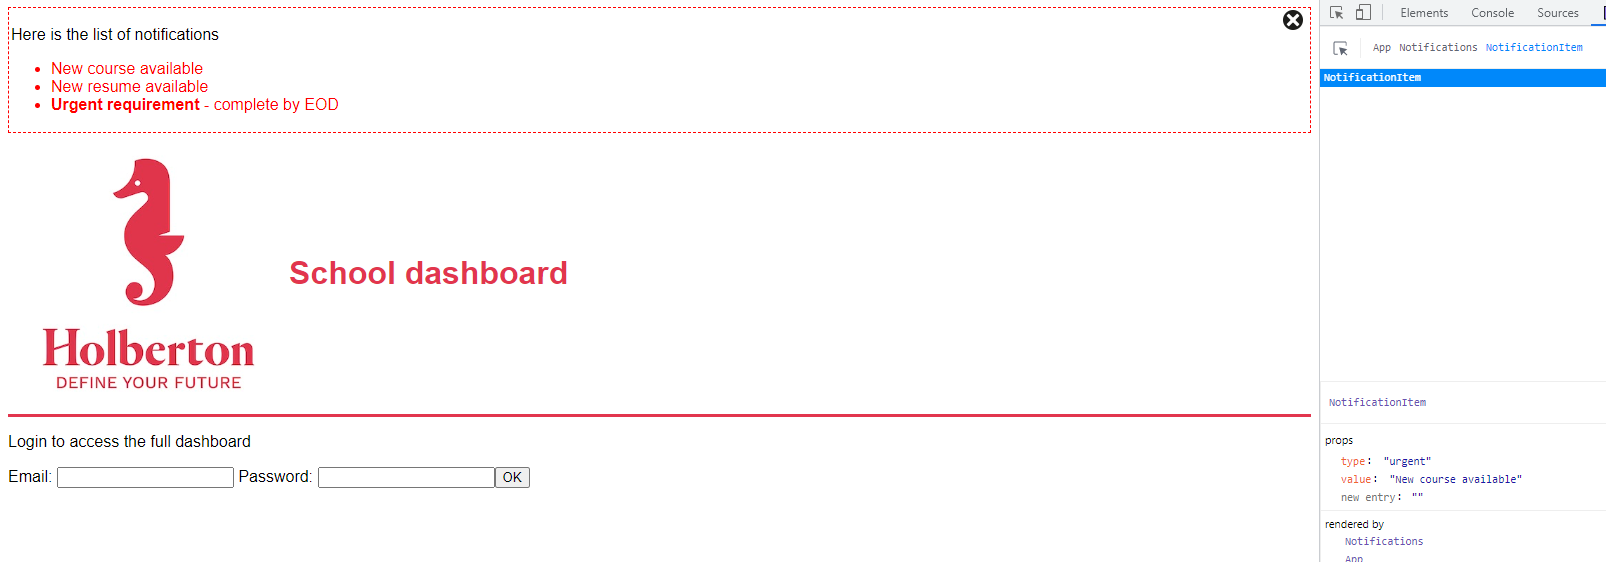 Here is the list of notifications
New course available
New resume available
Urgent requirement - complete by EOD
School dashboard
Holberton
DEFINE YOUR FUTURE
Login to access the full dashboard
Email: Password: OK
Elements Console Sources
App Notifications NotificationItem
NotificationItem
NotificationItem
props
type: "urgent"
value: "New course available"
new entry: ""
rendered by
Notifications
App